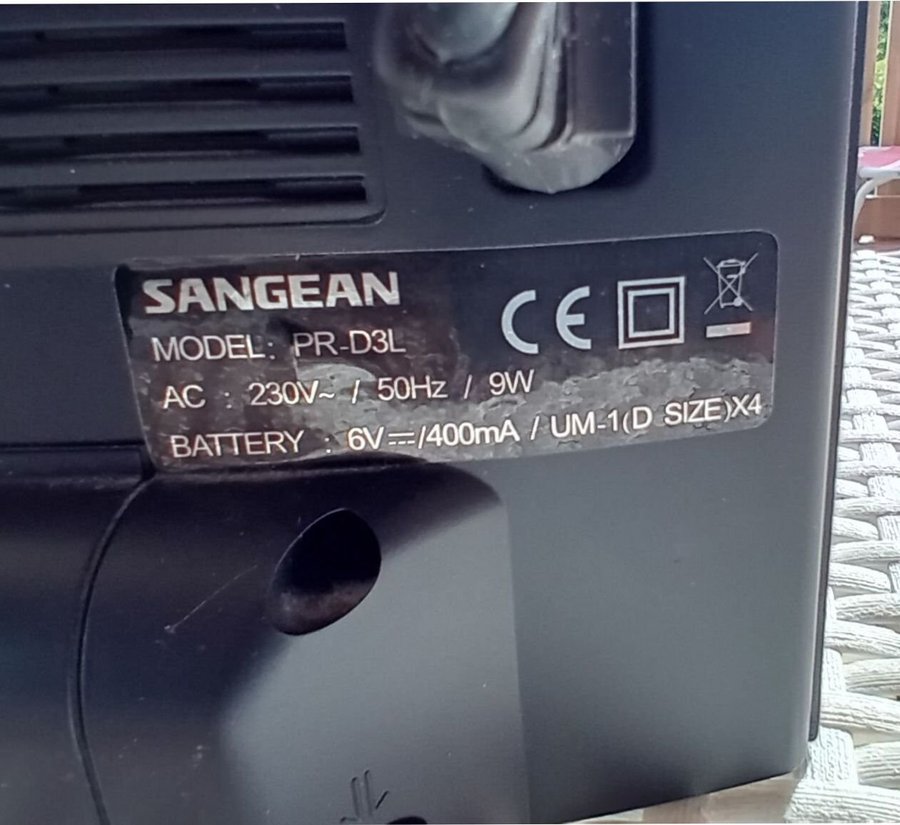 SANGEAN
MODEL: PR-D3L
AC : 230V~ / 50Hz / 9W
BATTERY : 6V⎓/400mA / UM-1(D SIZE)X4
CE